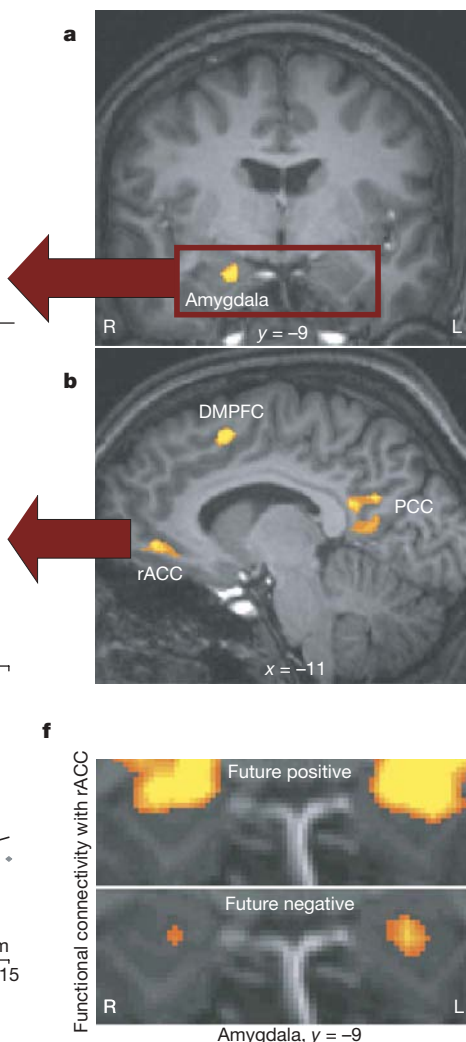 a
Amygdala
R
L
y = –9
b
DMPFC
PCC
rACC
x = –11
f
Functional connectivity with rACC
Future positive
Future negative
m
15
R
L
Amygdala, y = –9